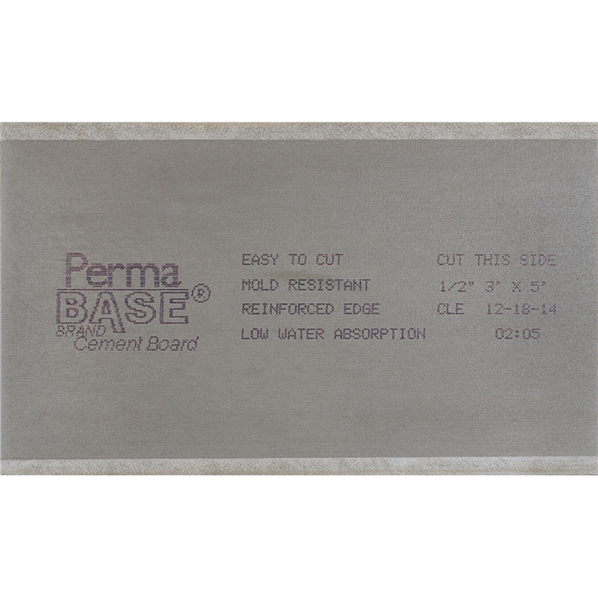 Perma
BASE®
BRAND
Cement Board
EASY TO CUT
MOLD RESISTANT
REINFORCED EDGE
LOW WATER ABSORPTION
CUT THIS SIDE
1/2" 3' X 5'
CLE 12-18-14
02:05